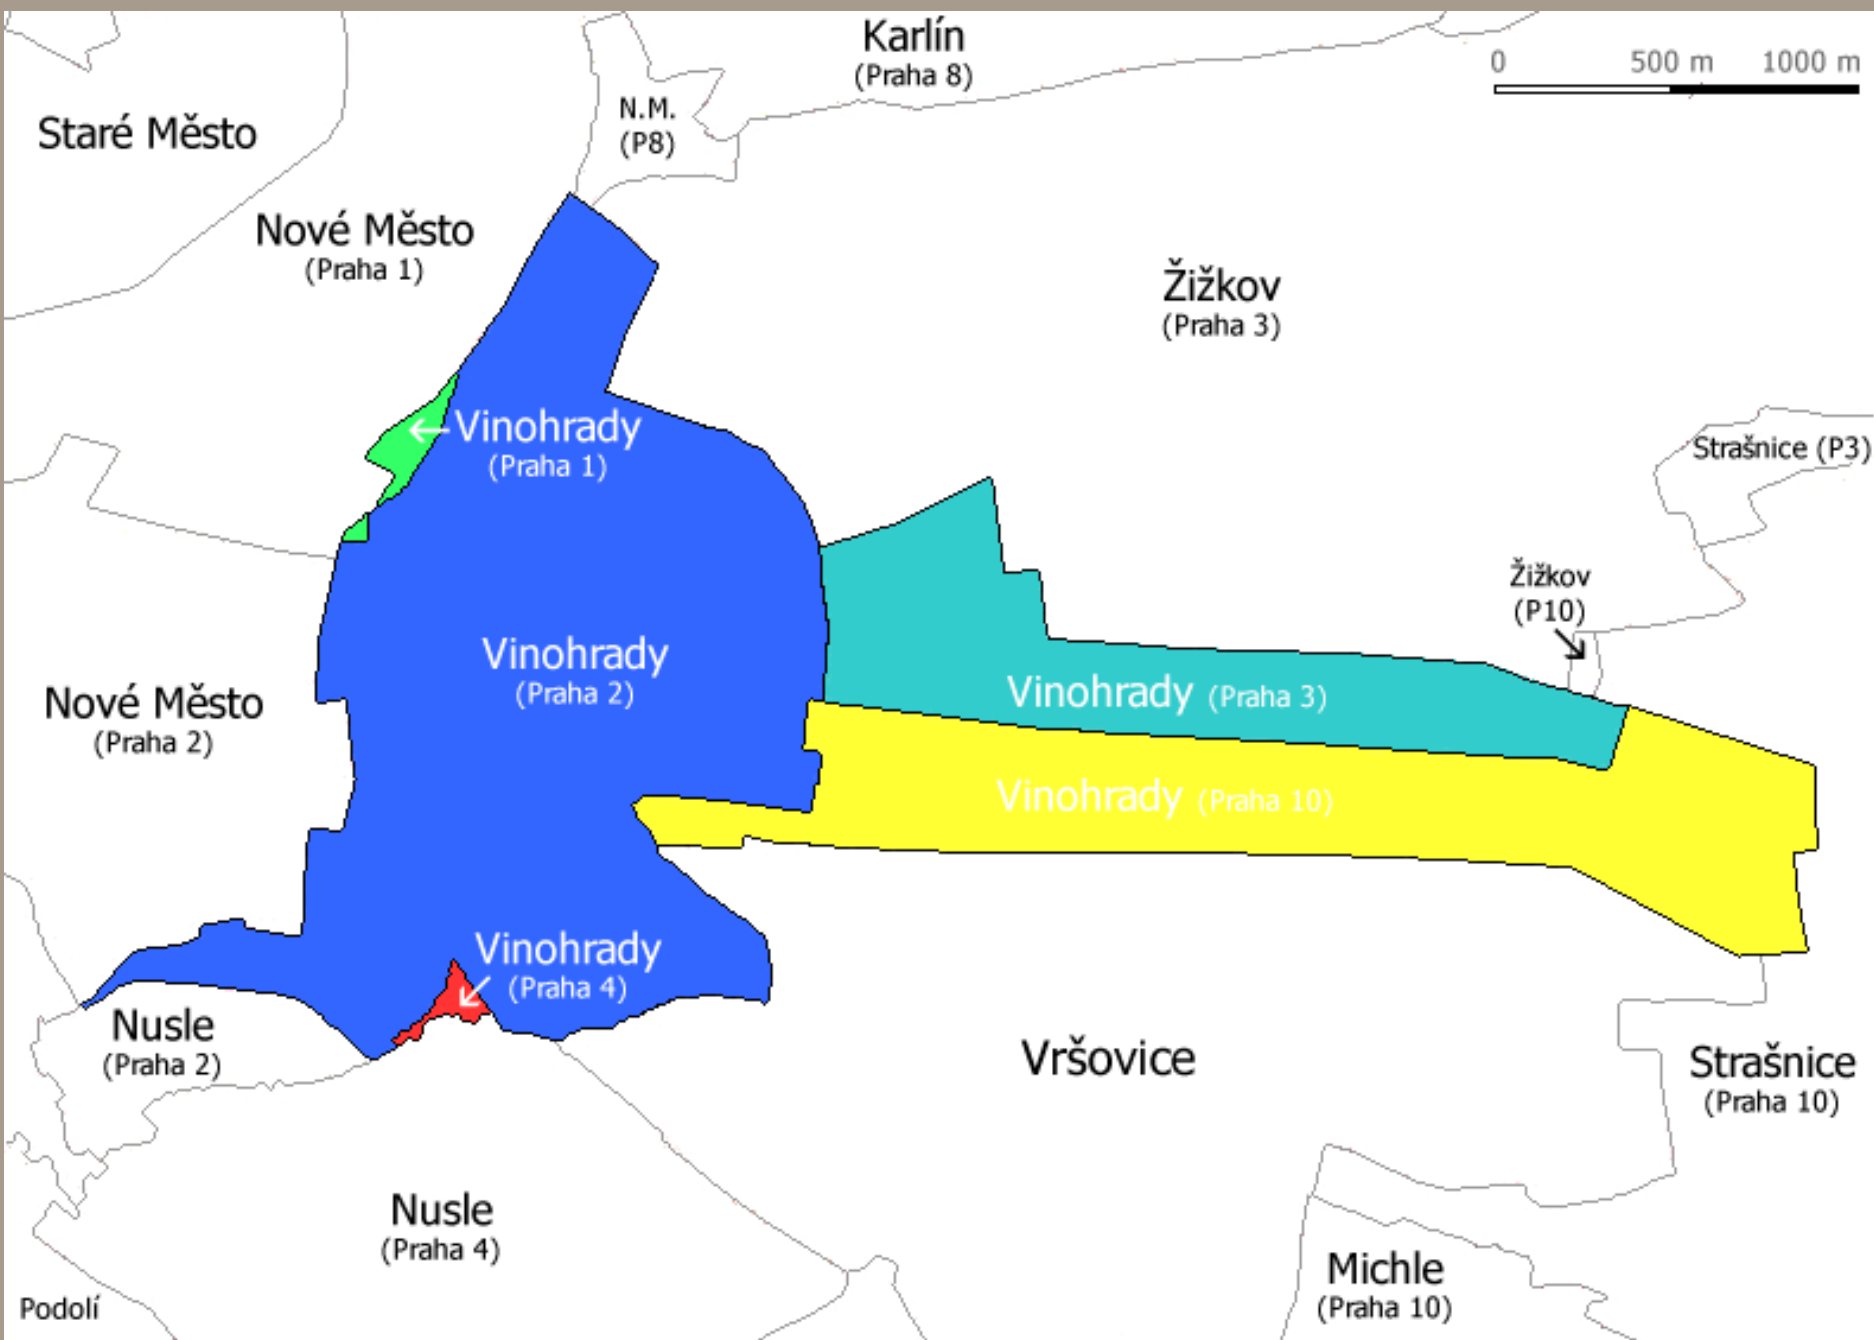 Karlín
(Praha 8)
0 500 m 1000 m
N.M.
(P8)
Staré Město
Nové Město
(Praha 1)
Žižkov
(Praha 3)
Vinohrady
(Praha 1)
Strašnice (P3)
Žižkov
(P10)
Vinohrady
(Praha 2)
Vinohrady (Praha 3)
Nové Město
(Praha 2)
Vinohrady (Praha 10)
Vinohrady
(Praha 4)
Nusle
(Praha 2)
Vršovice
Strašnice
(Praha 10)
Nusle
(Praha 4)
Michle
(Praha 10)
Podolí